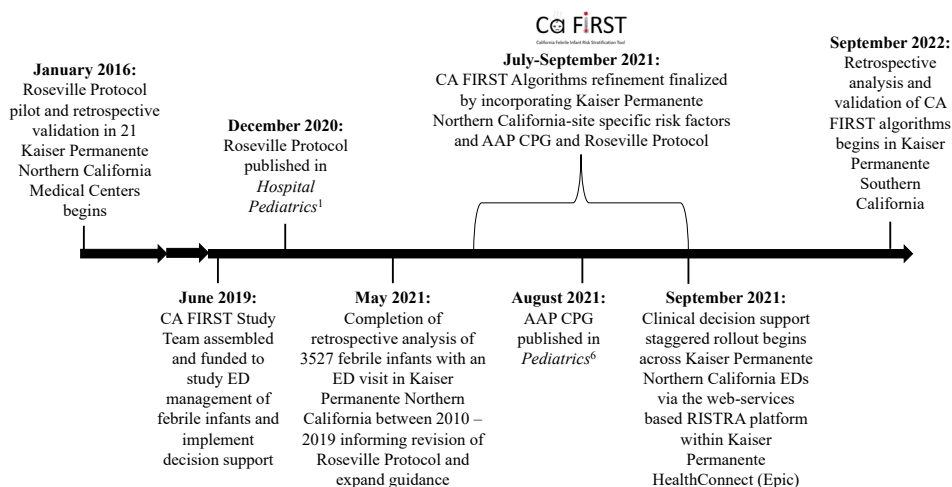 Ca FiRST
California Febrile Infant Risk Stratification Tool
January 2016:
Roseville Protocol
pilot and retrospective
validation in 21
Kaiser Permanente
Northern California
Medical Centers
begins
December 2020:
Roseville Protocol
published in
Hospital
Pediatrics1
July-September 2021:
CA FIRST Algorithms refinement finalized
by incorporating Kaiser Permanente
Northern California-site specific risk factors
and AAP CPG and Roseville Protocol
September 2022:
Retrospective
analysis and
validation of CA
FIRST algorithms
begins in Kaiser
Permanente
Southern
California
June 2019:
CA FIRST Study
Team assembled
and funded to
study ED
management of
febrile infants and
implement
decision support
May 2021:
Completion of
retrospective analysis of
3527 febrile infants with an
ED visit in Kaiser
Permanente Northern
California between 2010 –
2019 informing revision of
Roseville Protocol and
expand guidance
August 2021:
AAP CPG
published in
Pediatrics6
September 2021:
Clinical decision support
staggered rollout begins
across Kaiser Permanente
Northern California EDs
via the web-services
based RISTRA platform
within Kaiser
Permanente
HealthConnect (Epic)